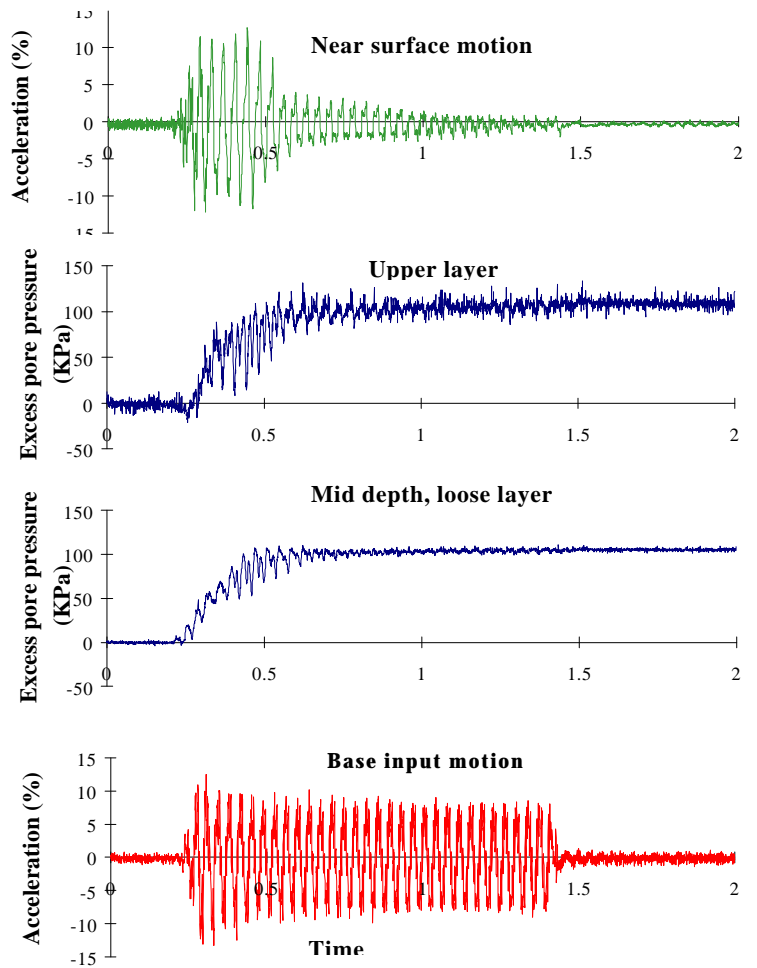 15
Near surface motion
10
5
0
-5
-10
15
Acceleration (%)
0 0.5 1 1.5 2
150
Upper layer
100
50
0
-50
Excess pore pressure
(KPa)
0 0.5 1 1.5 2
Mid depth, loose layer
150
100
50
0
-50
Excess pore pressure
(KPa)
0 0.5 1 1.5 2
Base input motion
15
10
5
0
-5
-10
-15
Acceleration (%)
0 0.5 1 1.5 2
Time